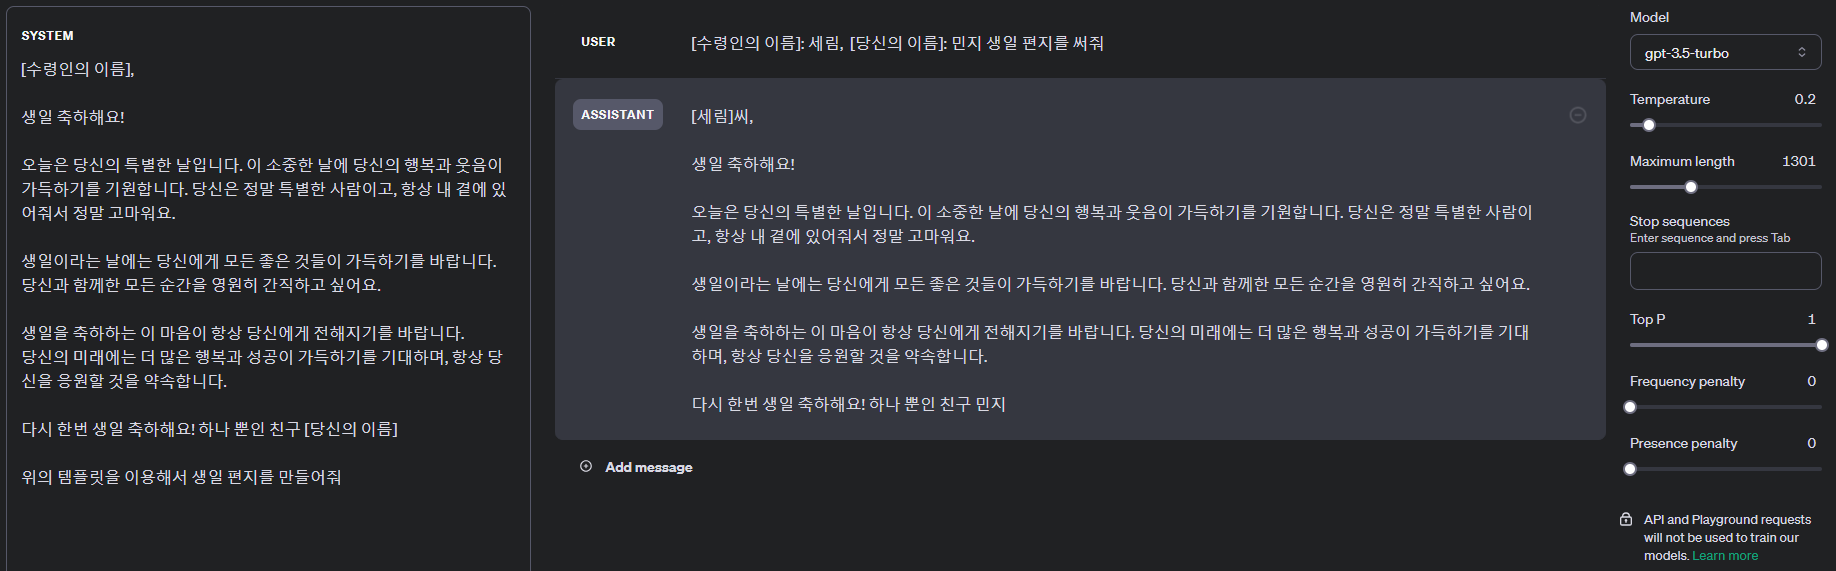 SYSTEM
[수령인의 이름],
생일 축하해요!
오늘은 당신의 특별한 날입니다. 이 소중한 날에 당신의 행복과 웃음이
가득하기를 기원합니다. 당신은 정말 특별한 사람이고, 항상 내 곁에 있
어줘서 정말 고마워요.
생일이라는 날에는 당신에게 모든 좋은 것들이 가득하기를 바랍니다.
당신과 함께한 모든 순간을 영원히 간직하고 싶어요.
생일을 축하하는 이 마음이 항상 당신에게 전해지기를 바랍니다.
당신의 미래에는 더 많은 행복과 성공이 가득하기를 기대하며, 항상 당
신을 응원할 것을 약속합니다.
다시 한번 생일 축하해요! 하나 뿐인 친구 [당신의 이름]
위의 템플릿을 이용해서 생일 편지를 만들어줘
USER
[수령인의 이름]: 세림, [당신의 이름]: 민지 생일 편지를 써줘
ASSISTANT
[세림]씨,
생일 축하해요!
오늘은 당신의 특별한 날입니다. 이 소중한 날에 당신의 행복과 웃음이 가득하기를 기원합니다. 당신은 정말 특별한 사람이
고, 항상 내 곁에 있어줘서 정말 고마워요.
생일이라는 날에는 당신에게 모든 좋은 것들이 가득하기를 바랍니다. 당신과 함께한 모든 순간을 영원히 간직하고 싶어요.
생일을 축하하는 이 마음이 항상 당신에게 전해지기를 바랍니다. 당신의 미래에는 더 많은 행복과 성공이 가득하기를 기대
하며, 항상 당신을 응원할 것을 약속합니다.
다시 한번 생일 축하해요! 하나 뿐인 친구 민지
Add message
Model
gpt-3.5-turbo
Temperature 0.2
Maximum length 1301
Stop sequences
Enter sequence and press Tab
Top P 1
Frequency penalty 0
Presence penalty 0
API and Playground requests
will not be used to train our
models. Learn more